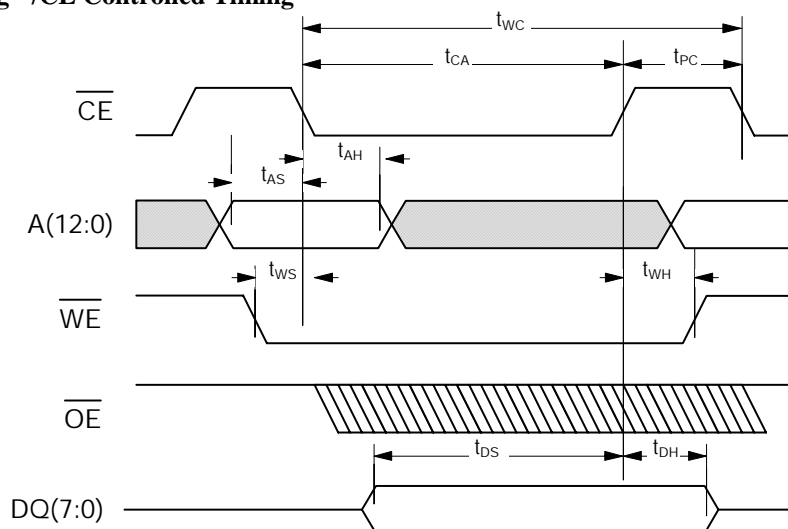 /CE Controlled Timing
tWC
tCA
tPC
CE
tAH
tAS
A(12:0)
tWS
tWH
WE
OE
tDS
tDH
DQ(7:0)